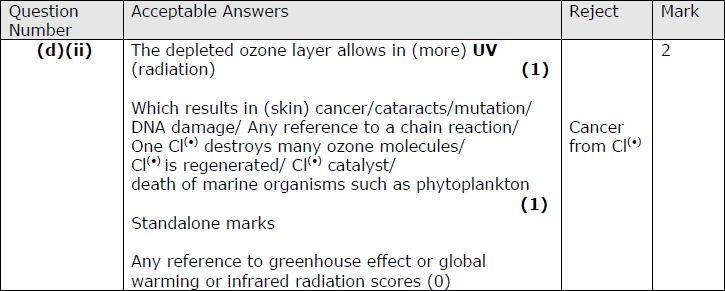 Question Number
Acceptable Answers
Reject
Mark
(d)(ii)
The depleted ozone layer allows in (more) UV
(radiation) (1)
Which results in (skin) cancer/cataracts/mutation/
DNA damage/ Any reference to a chain reaction/
One Cl(•) destroys many ozone molecules/
Cl(•) is regenerated/ Cl(•) catalyst/
death of marine organisms such as phytoplankton
(1)
Standalone marks
Any reference to greenhouse effect or global
warming or infrared radiation scores (0)
Cancer
from Cl(•)
2